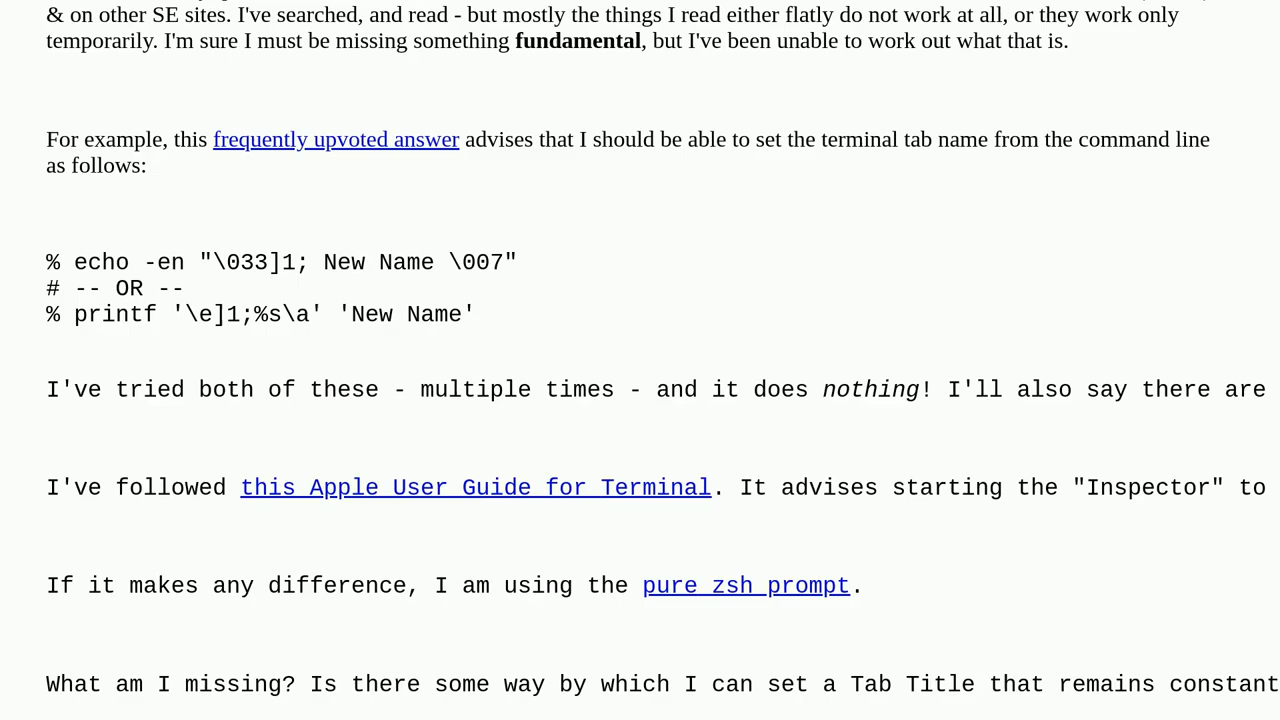 & on other SE sites. I've searched, and read - but mostly the things I read either flatly do not work at all, or they work only
temporarily. I'm sure I must be missing something fundamental, but I've been unable to work out what that is.
For example, this frequently upvoted answer advises that I should be able to set the terminal tab name from the command line
as follows:
% echo -en "\033]1; New Name \007"
# -- OR --
% printf '\e]1;%s\a' 'New Name'
I've tried both of these - multiple times - and it does nothing! I'll also say there are
I've followed this Apple User Guide for Terminal. It advises starting the "Inspector" to
If it makes any difference, I am using the pure zsh prompt.
What am I missing? Is there some way by which I can set a Tab Title that remains constant